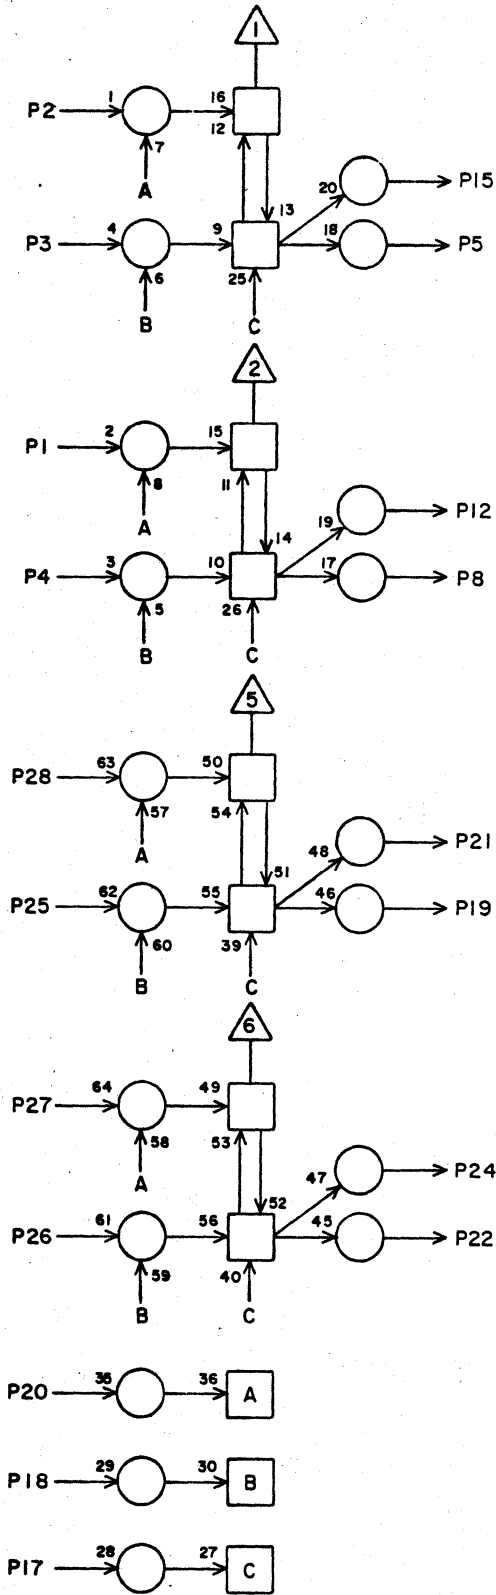 1
P2 1 16
12
7
A
13
20 P15
P3 4 9 18 P5
6 25
B C
2
P1 2 15
8 11
A
14
19 P12
P4 3 10 17 P8
5 26
B C
5
P28 63 50
57 54
A
51
48 P21
P25 62 55 46 P19
60 39
B C
6
P27 64 49
58 53
A
52
47 P24
P26 61 56 45 P22
59 40
B C
P20 35 36 A
P18 29 30 B
P17 28 27 C